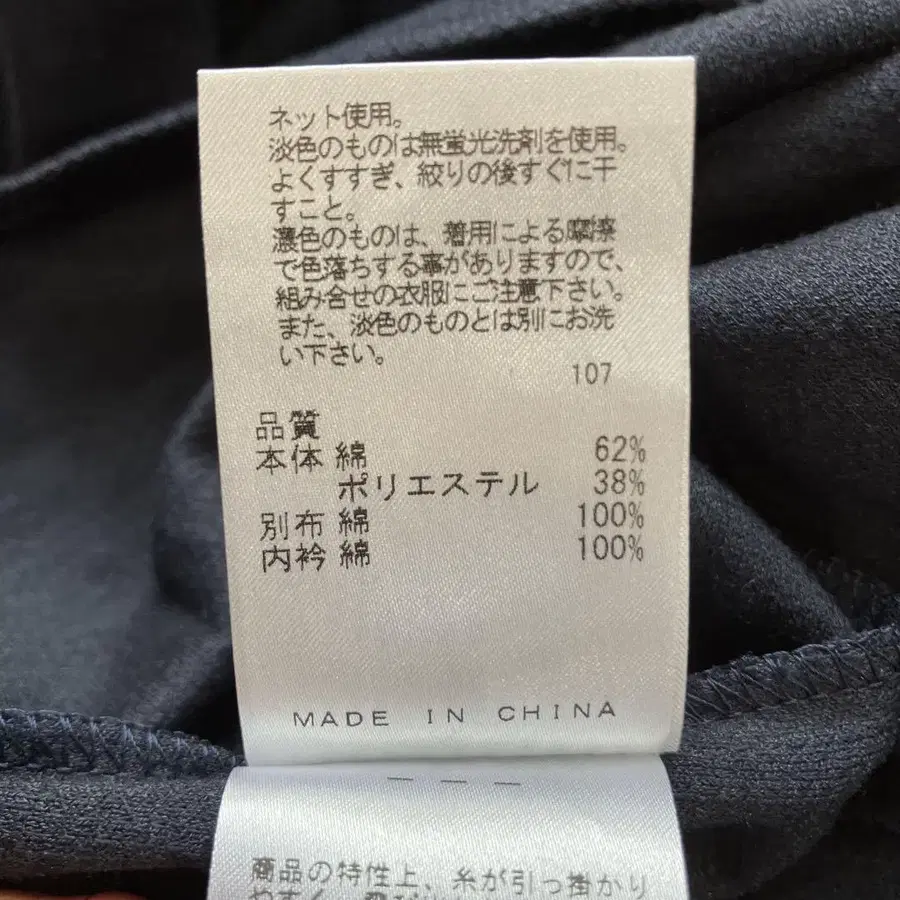 ネット使用。
淡色のものは無蛍光洗剤を使用。
よくすすぎ、絞りの後すぐに干
すこと。
濃色のものは、着用による摩擦
で色落ちする事がありますので、
組み合せの衣服にご注意下さい。
また、淡色のものとは別にお洗
い下さい。
107
品質
本体 綿 62%
ポリエステル 38%
別布 綿 100%
内衿 綿 100%
MADE IN CHINA
商品の特性上、糸が引っ掛かり